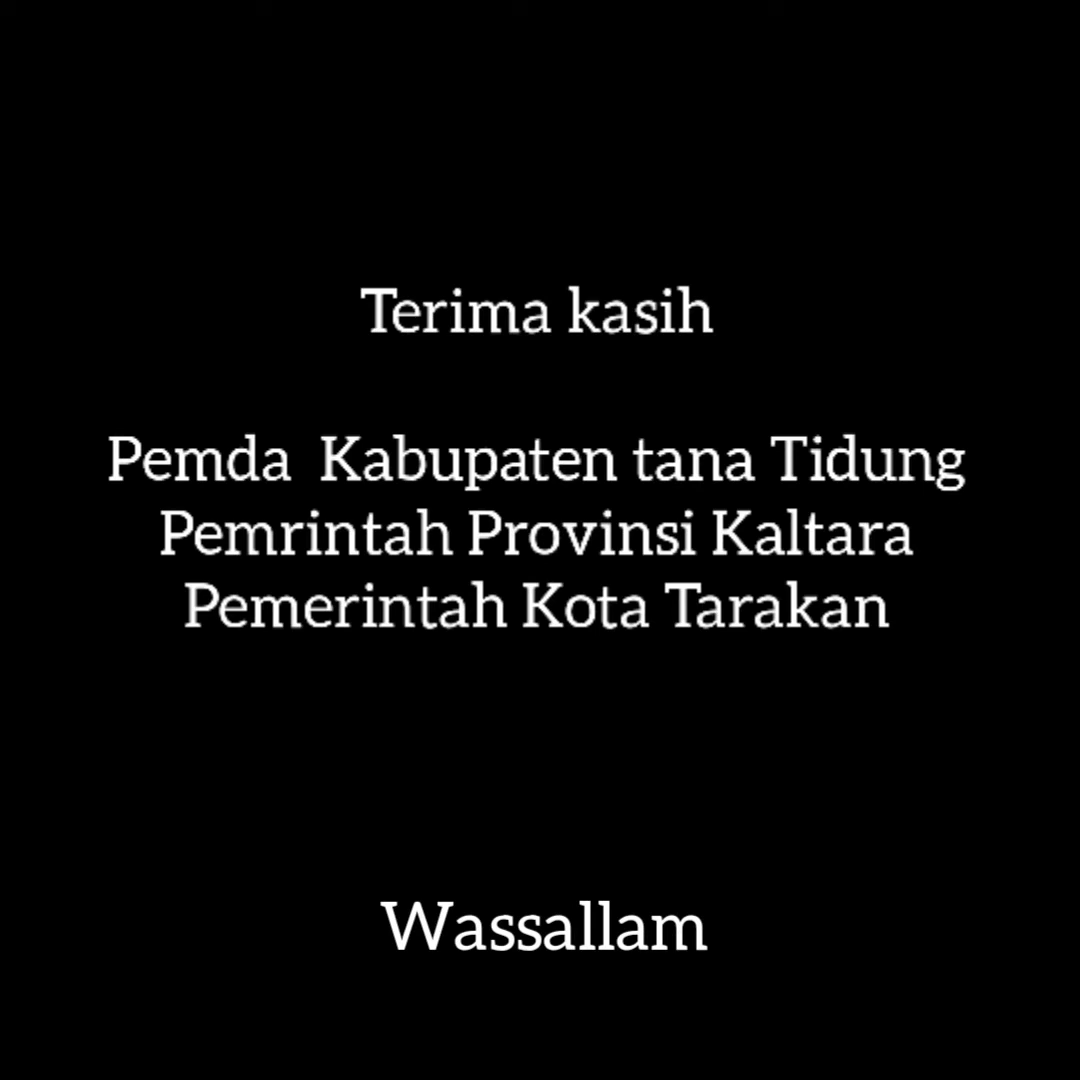 Terima kasih
Pemda  Kabupaten tana Tidung
Pemrintah Provinsi Kaltara
Pemerintah Kota Tarakan
Wassallam